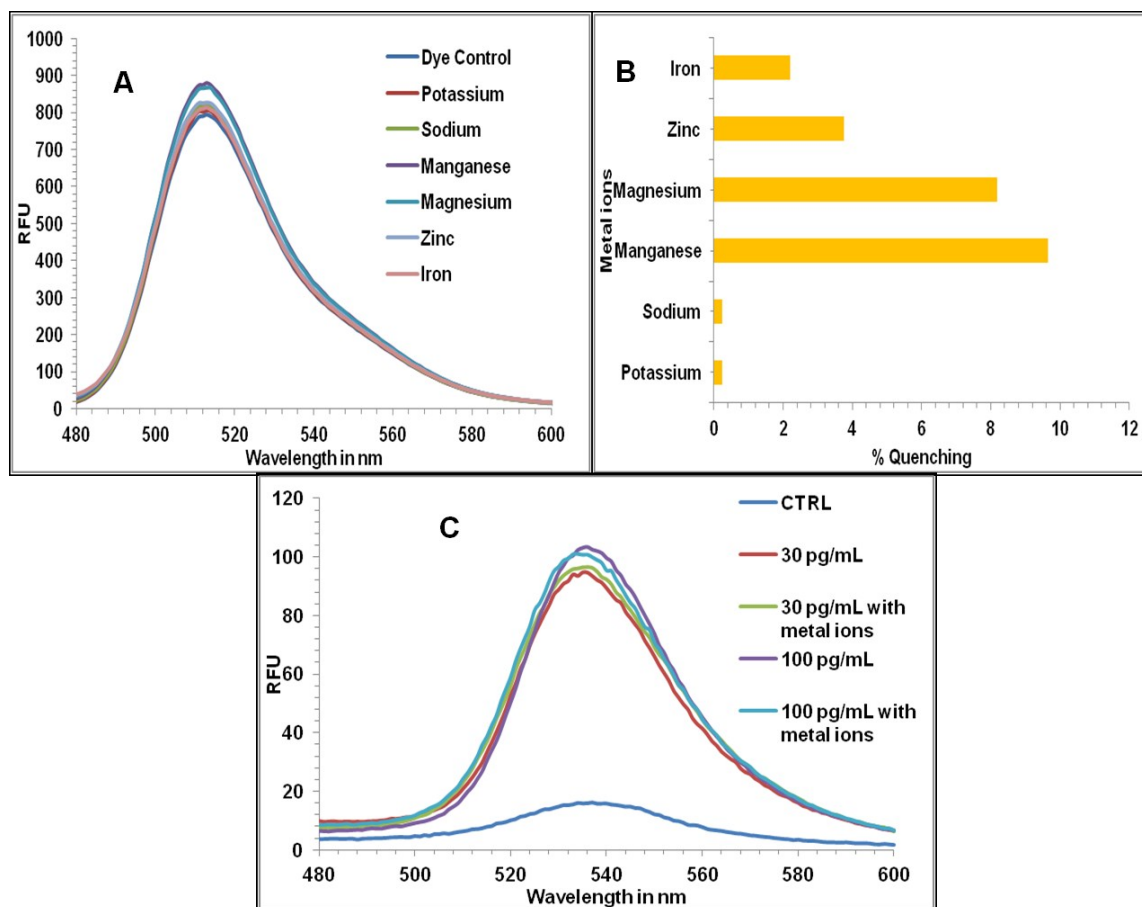 A
1000
900
800
700
600
500
400
300
200
100
0
RFU
480 500 520 540 560 580 600
Wavelength in nm
Dye Control
Potassium
Sodium
Manganese
Magnesium
Zinc
Iron
B
Metal ions
Iron
Zinc
Magnesium
Manganese
Sodium
Potassium
0 2 4 6 8 10 12
% Quenching
C
120
100
80
60
40
20
0
RFU
480 500 520 540 560 580 600
Wavelength in nm
CTRL
30 pg/mL
30 pg/mL with
metal ions
100 pg/mL
100 pg/mL with
metal ions